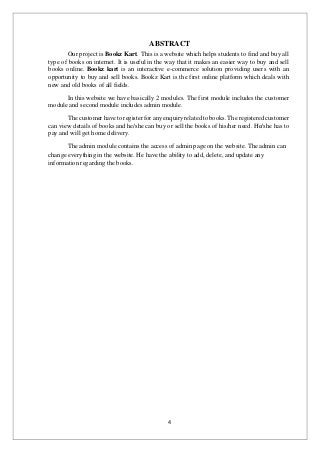 ABSTRACT
Our project is Bookz Kart. This is a website which helps students to find and buy all
type of books on internet. It is useful in the way that it makes an easier way to buy and sell
books online. Bookz kart is an interactive e-commerce solution providing users with an
opportunity to buy and sell books. Bookz Kart is the first online platform which deals with
new and old books of all fields.
In this website we have basically 2 modules. The first module includes the customer
module and second module includes admin module.
The customer have to register for any enquiry related to books. The registered customer
can view details of books and he/she can buy or sell the books of his/her need. He/she has to
pay and will get home delivery.
The admin module contains the access of admin page on the website. The admin can
change everything in the website. He have the ability to add, delete, and update any
information regarding the books.
4